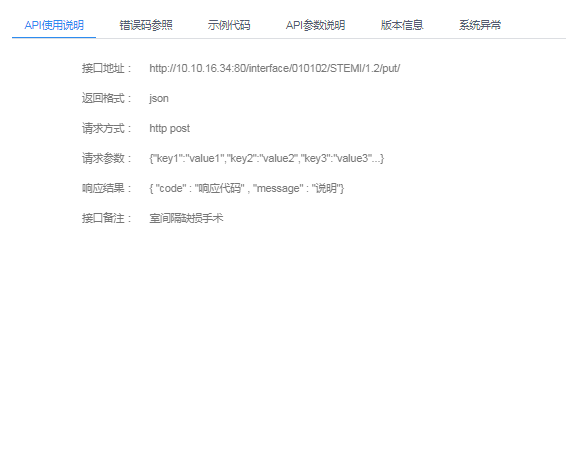 API使用说明 错误码参照 示例代码 API参数说明 版本信息 系统异常
接口地址： http://10.10.16.34:80/interface/010102/STEMI/1.2/put/
返回格式： json
请求方式： http post
请求参数： {"key1":"value1","key2":"value2","key3":"value3"...}
响应结果： { "code" : "响应代码" , "message" : "说明"}
接口备注： 室间隔缺损手术